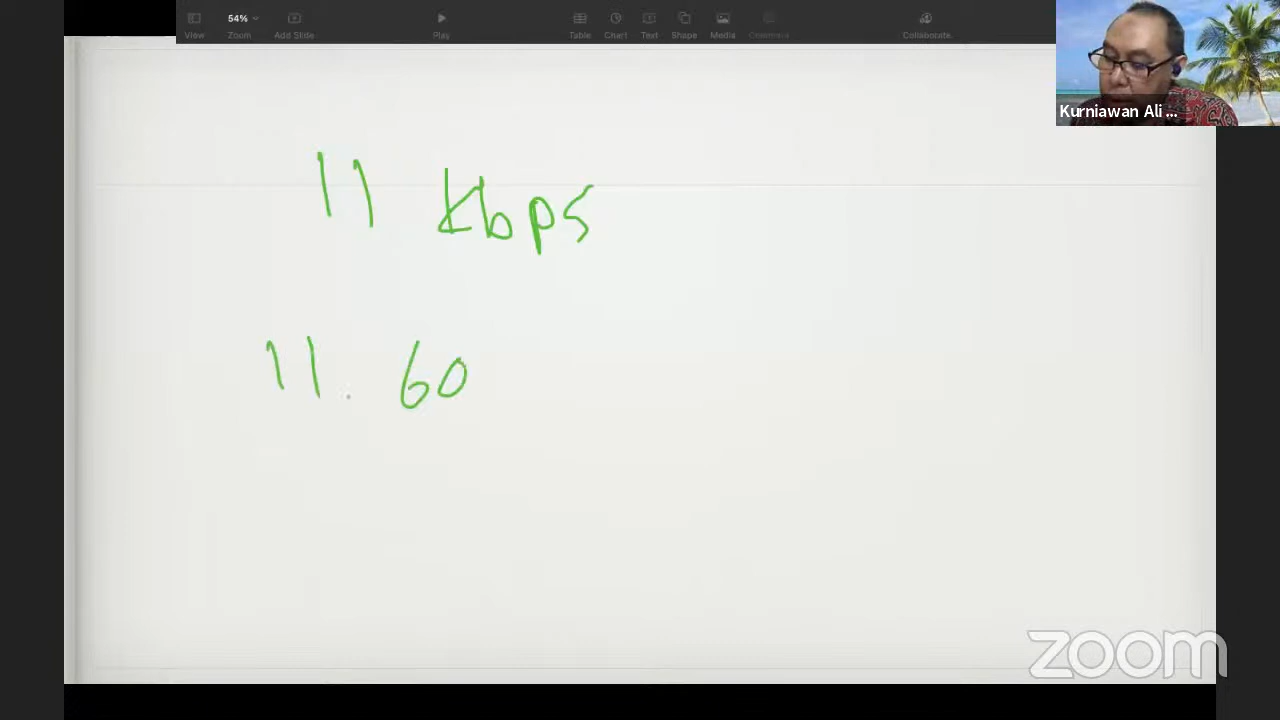 54%
View Zoom Add Slide Play Table Chart Text Shape Media Comment Collaborate
Kurniawan Ali ...
11 kbps
11. 60
zoom